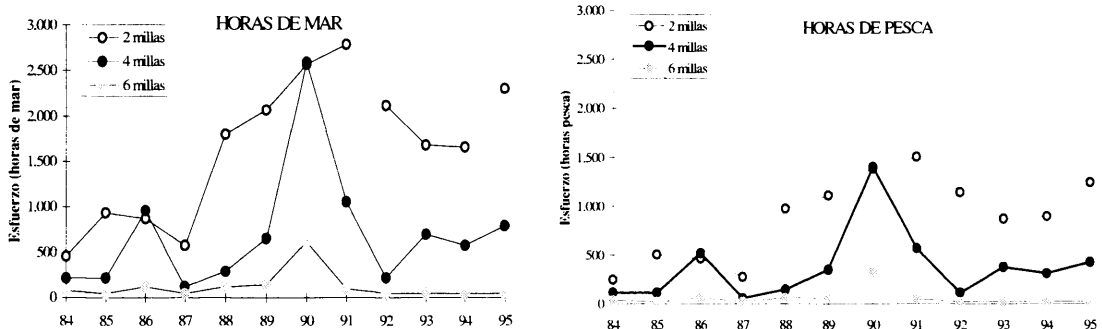 HORAS DE MAR
2 millas
4 millas
6 millas
Esfuerzo (horas de mar)
3.000
2.500
2.000
1.500
1.000
500
0
84 85 86 87 88 89 90 91 92 93 94 95
HORAS DE PESCA
2 millas
4 millas
6 millas
Esfuerzo (horas pesca)
3.000
2.500
2.000
1.500
1.000
500
0
84 85 86 87 88 89 90 91 92 93 94 95